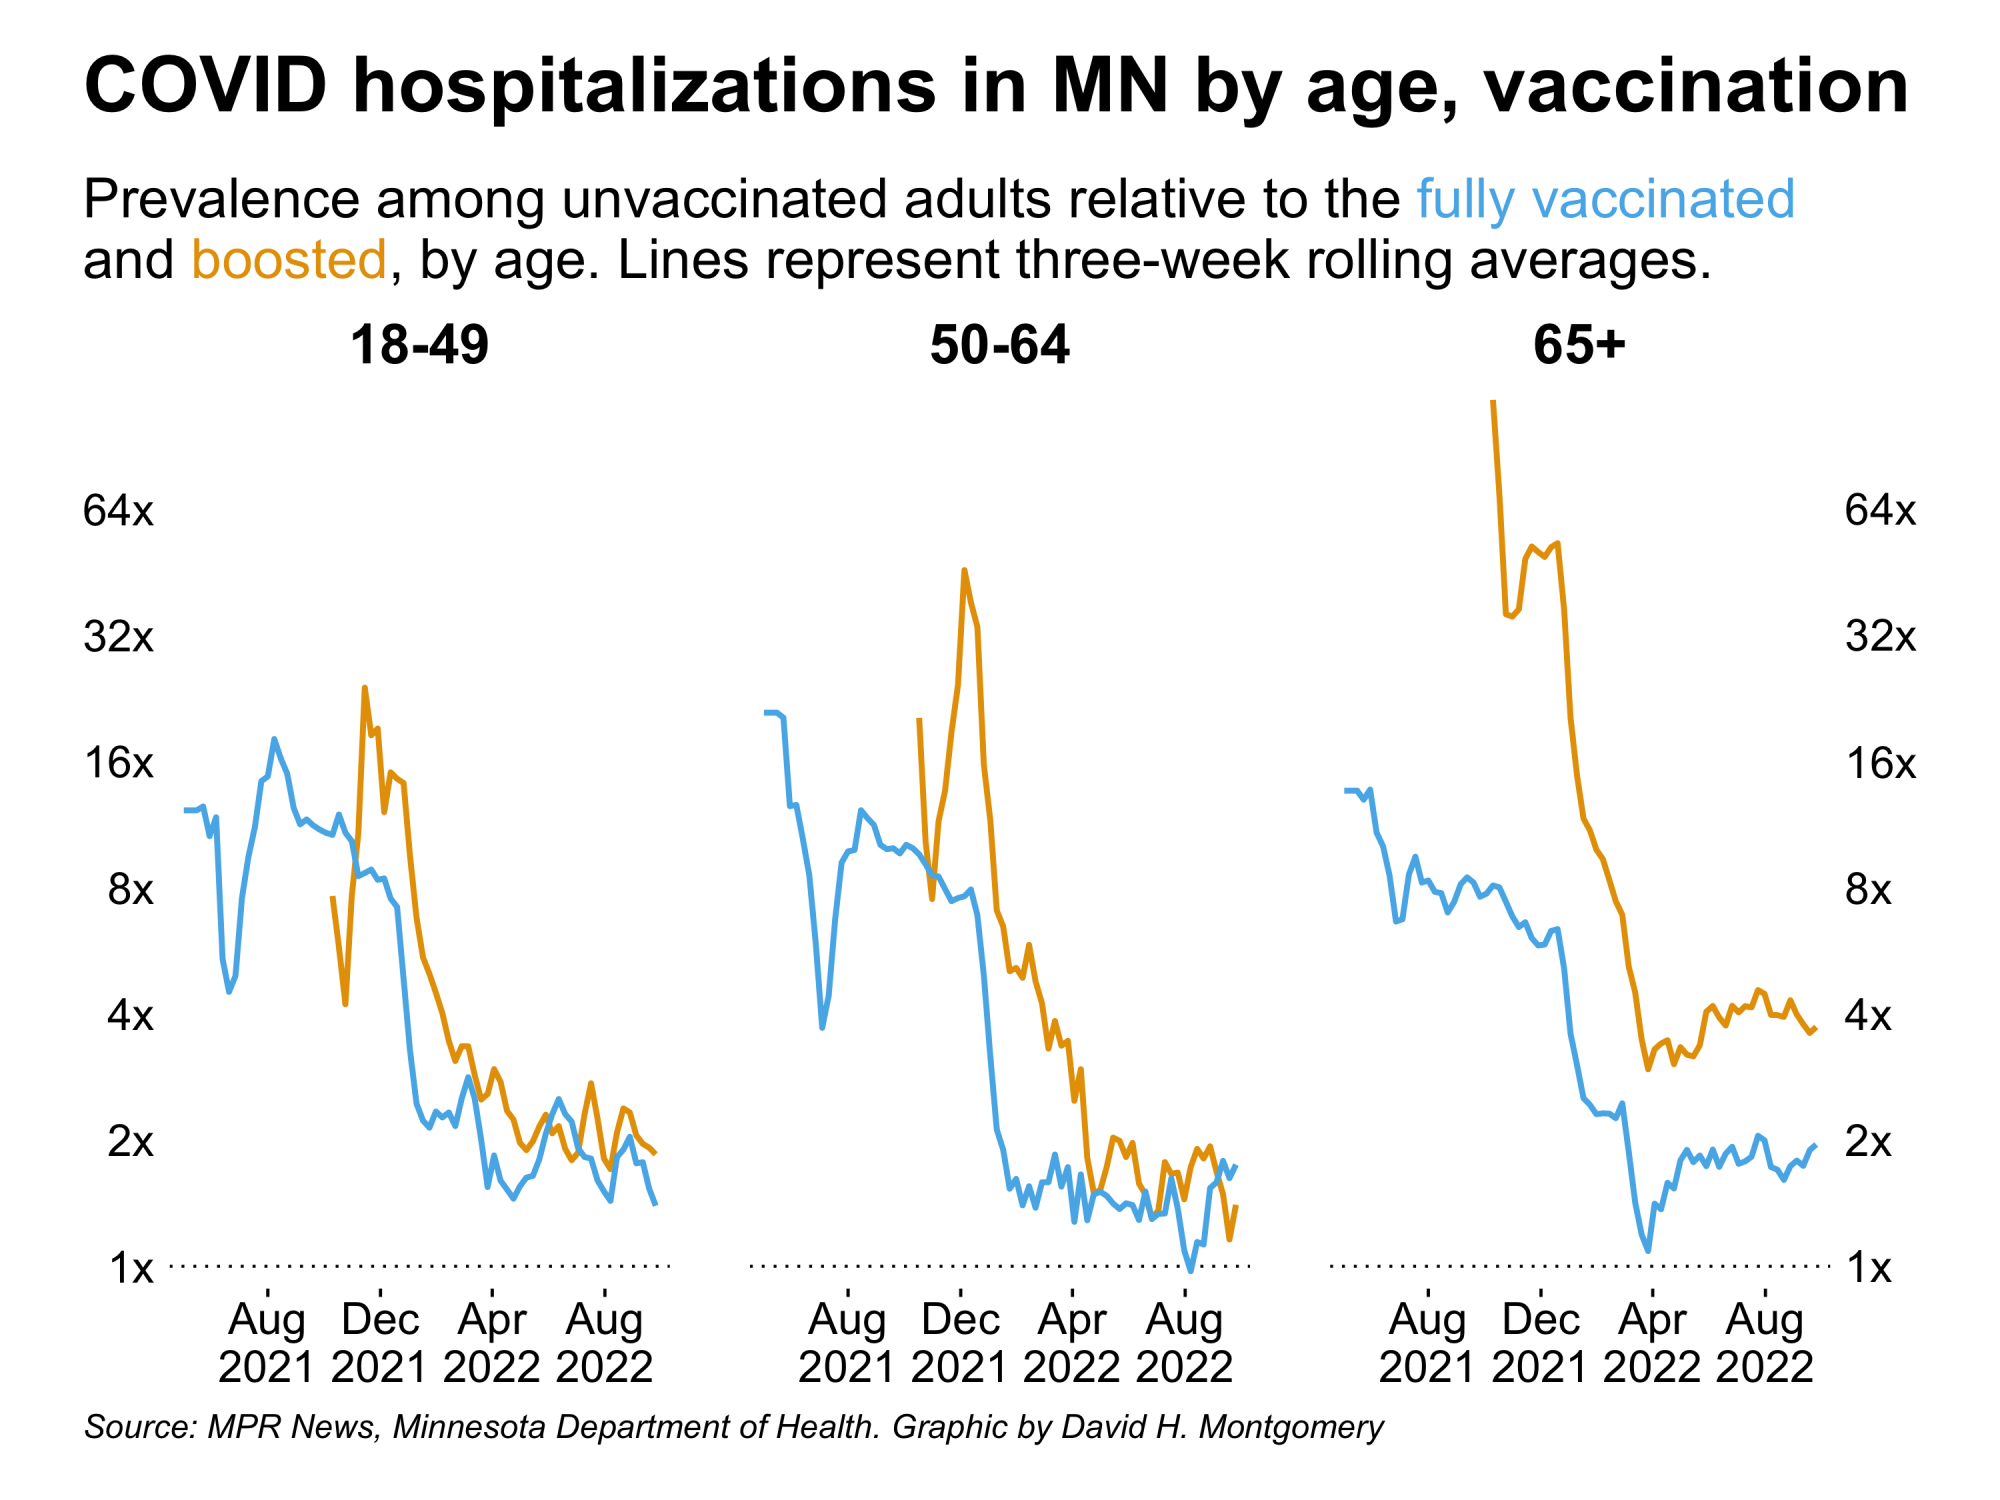 COVID hospitalizations in MN by age, vaccination
Prevalence among unvaccinated adults relative to the fully vaccinated
and boosted, by age. Lines represent three-week rolling averages.
18-49 50-64 65+
64x 64x
32x 32x
16x 16x
8x 8x
4x 4x
2x 2x
1x 1x
Aug Dec Apr Aug Aug Dec Apr Aug Aug Dec Apr Aug
2021 2021 2022 2022 2021 2021 2022 2022 2021 2021 2022 2022
Source: MPR News, Minnesota Department of Health. Graphic by David H. Montgomery